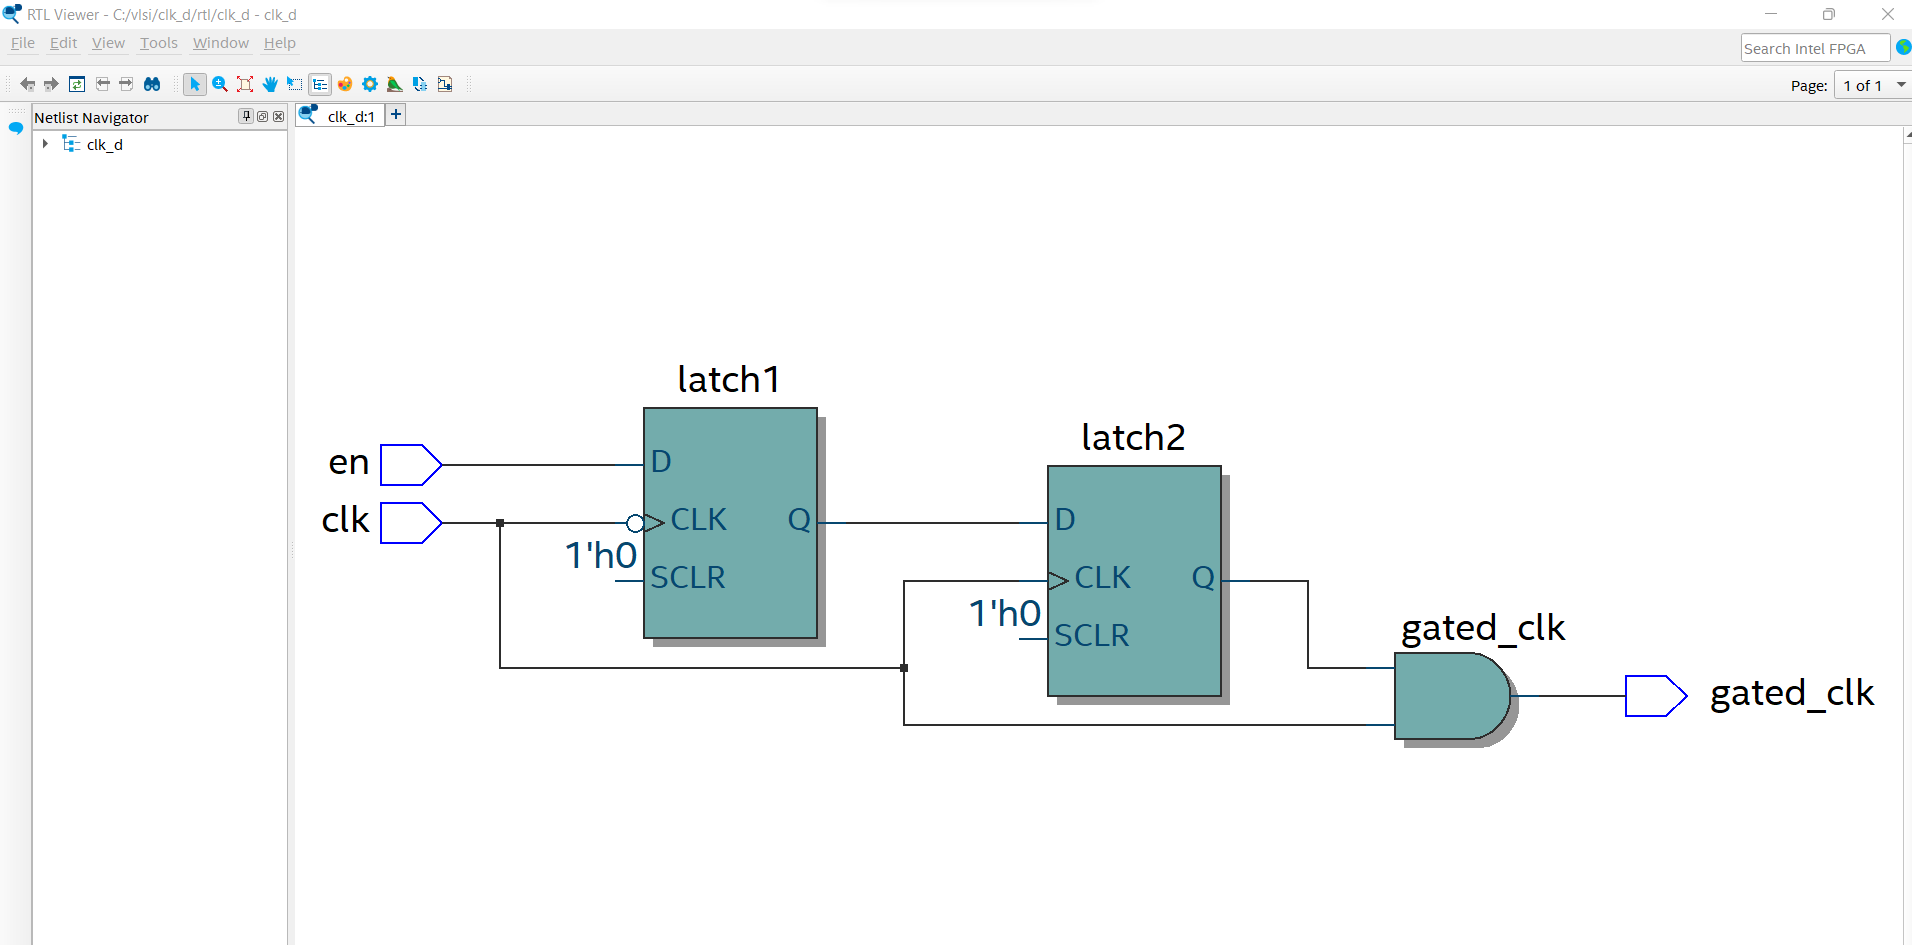 RTL Viewer - C:/vlsi/clk_d/rtl/clk_d - clk_d
File Edit View Tools Window Help
Search Intel FPGA
Page: 1 of 1
Netlist Navigator
clk_d:1
+
clk_d
latch1
latch2
en
D
clk
CLK
Q
D
1'h0
SCLR
CLK
Q
1'h0
SCLR
gated_clk
gated_clk